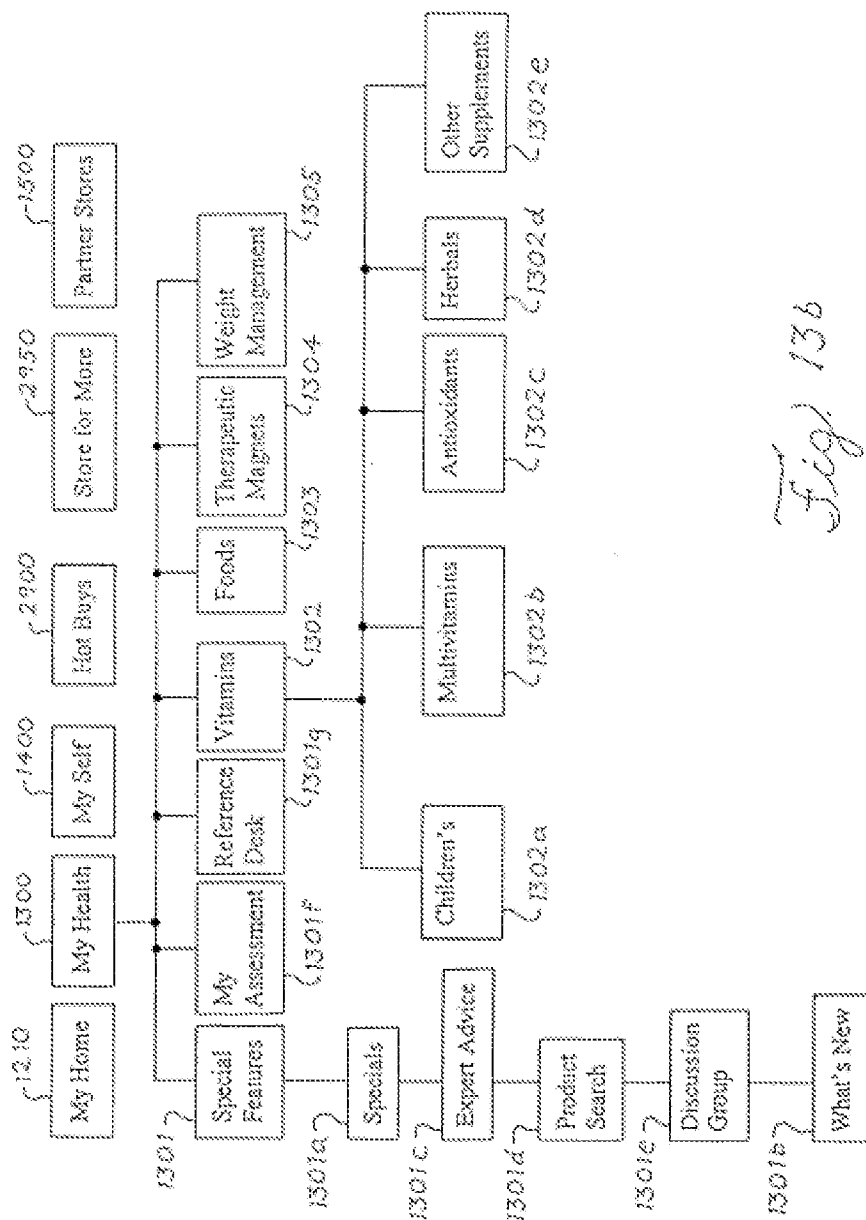 1210
1300
1400
2900
2950
1500
My Home
My Health
My Self
Hot Buys
Store for More
Partner Stores
1301
Special
Features
My
Assessment
Reference
Desk
Vitamins
Foods
Therapeutic
Magnets
Weight
Management
1301f
1301g
1302
1303
1304
1305
1301a
Specials
1301c
Expert Advice
1301d
Product
Search
1301e
Discussion
Group
1301b
What's New
Children's
Multivitamins
Antioxidants
Herbals
Other
Supplements
1302a
1302b
1302c
1302d
1302e
Fig. 13b